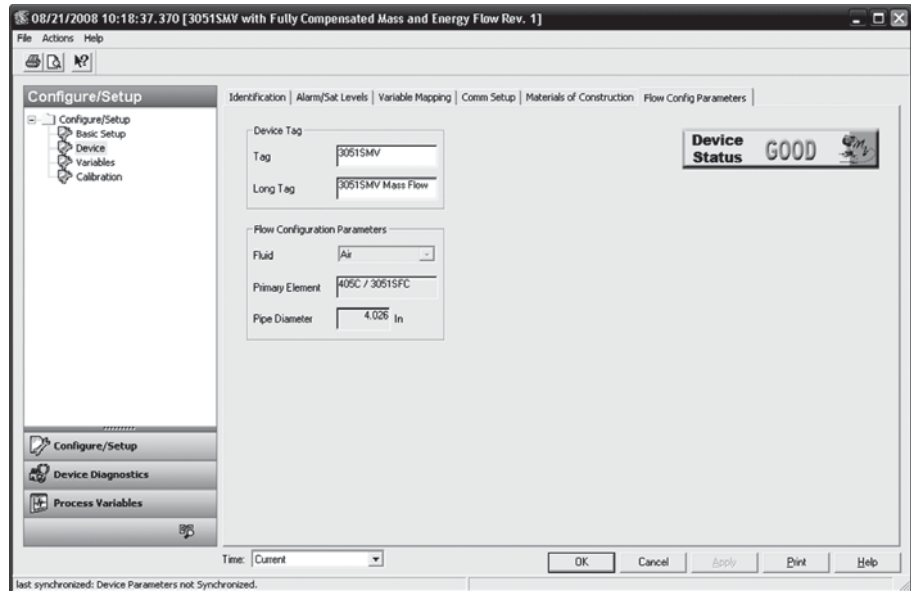 08/21/2008 10:18:37.370 [3051SMV with Fully Compensated Mass and Energy Flow Rev. 1]
File Actions Help
Configure/Setup
Configure/Setup
Basic Setup
Device
Variables
Calibration
Configure/Setup
Device Diagnostics
Process Variables
Identification Alarm/Sat Levels Variable Mapping Comm Setup Materials of Construction Flow Config Parameters
Device Tag
Tag 3051SMV
Long Tag 3051SMV Mass Flow
Device Status GOOD
Flow Configuration Parameters
Fluid Air
Primary Element 405C / 3051SFC
Pipe Diameter 4.026 In
Time: Current
OK Cancel Apply Print Help
last synchronized: Device Parameters not Synchronized.